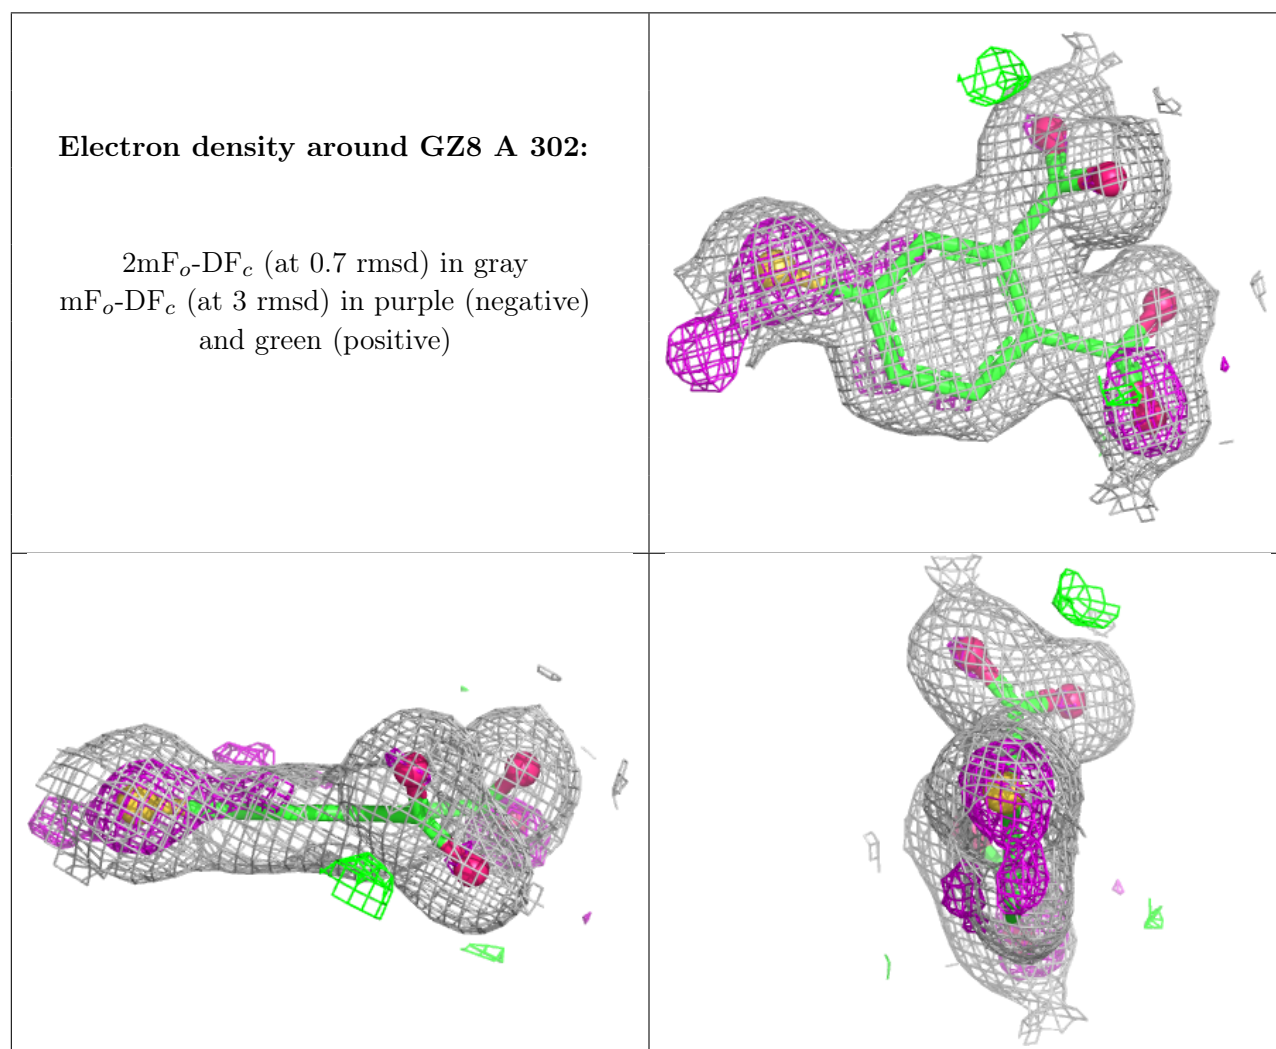 Electron density around GZ8 A 302:
2mFo-DFc (at 0.7 rmsd) in gray
mFo-DFc (at 3 rmsd) in purple (negative)
and green (positive)